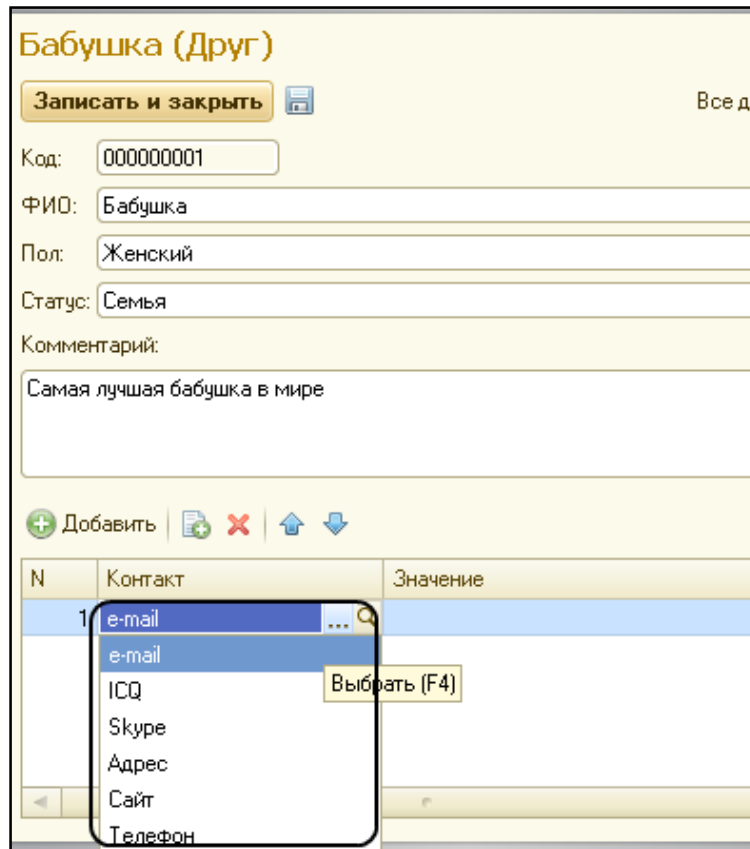 Бабушка (Друг)
Записать и закрыть
Все д
Код: 000000001
ФИО: Бабушка
Пол: Женский
Статус: Семья
Комментарий:
Самая лучшая бабушка в мире
Добавить
N Контакт Значение
1 e-mail ...
e-mail
Выбрать (F4)
ICQ
Skype
Адрес
Сайт
Телефон